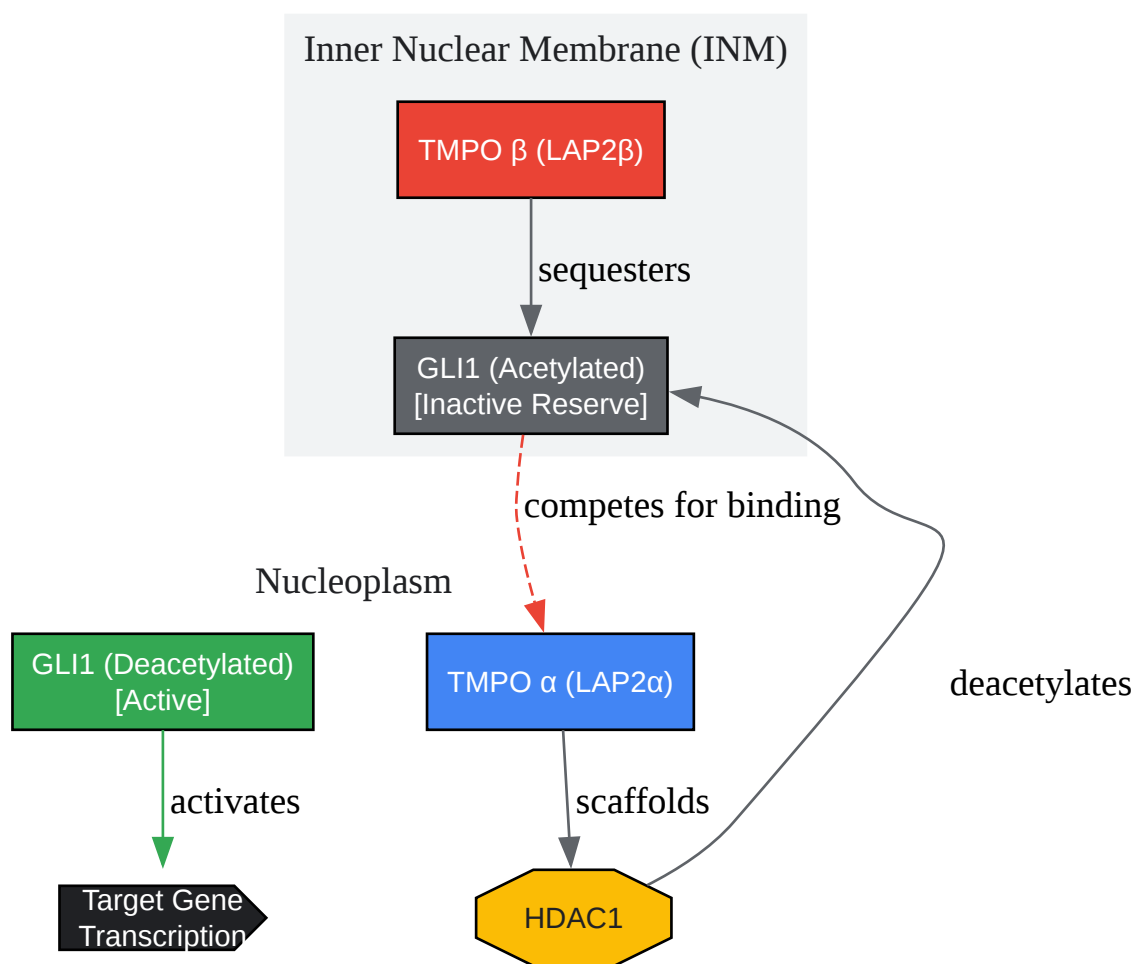 Inner Nuclear Membrane (INM)
TMPO β (LAP2β)
sequesters
GLI1 (Acetylated)
[Inactive Reserve]
competes for binding
Nucleoplasm
GLI1 (Deacetylated)
[Active]
TMPO α (LAP2α)
deacetylates
activates
scaffolds
Target Gene
Transcription
HDAC1